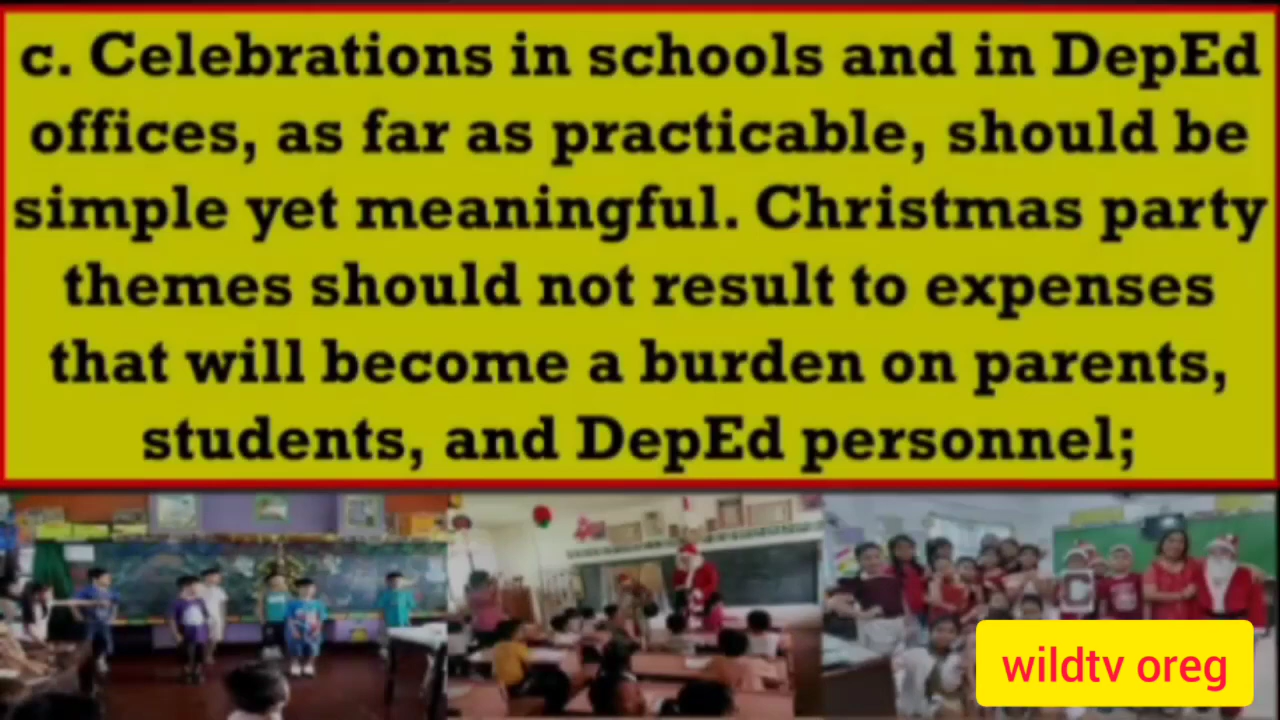 c. Celebrations in schools and in DepEd
offices, as far as practicable, should be
simple yet meaningful. Christmas party
themes should not result to expenses
that will become a burden on parents,
students, and DepEd personnel;
wildtv oreg